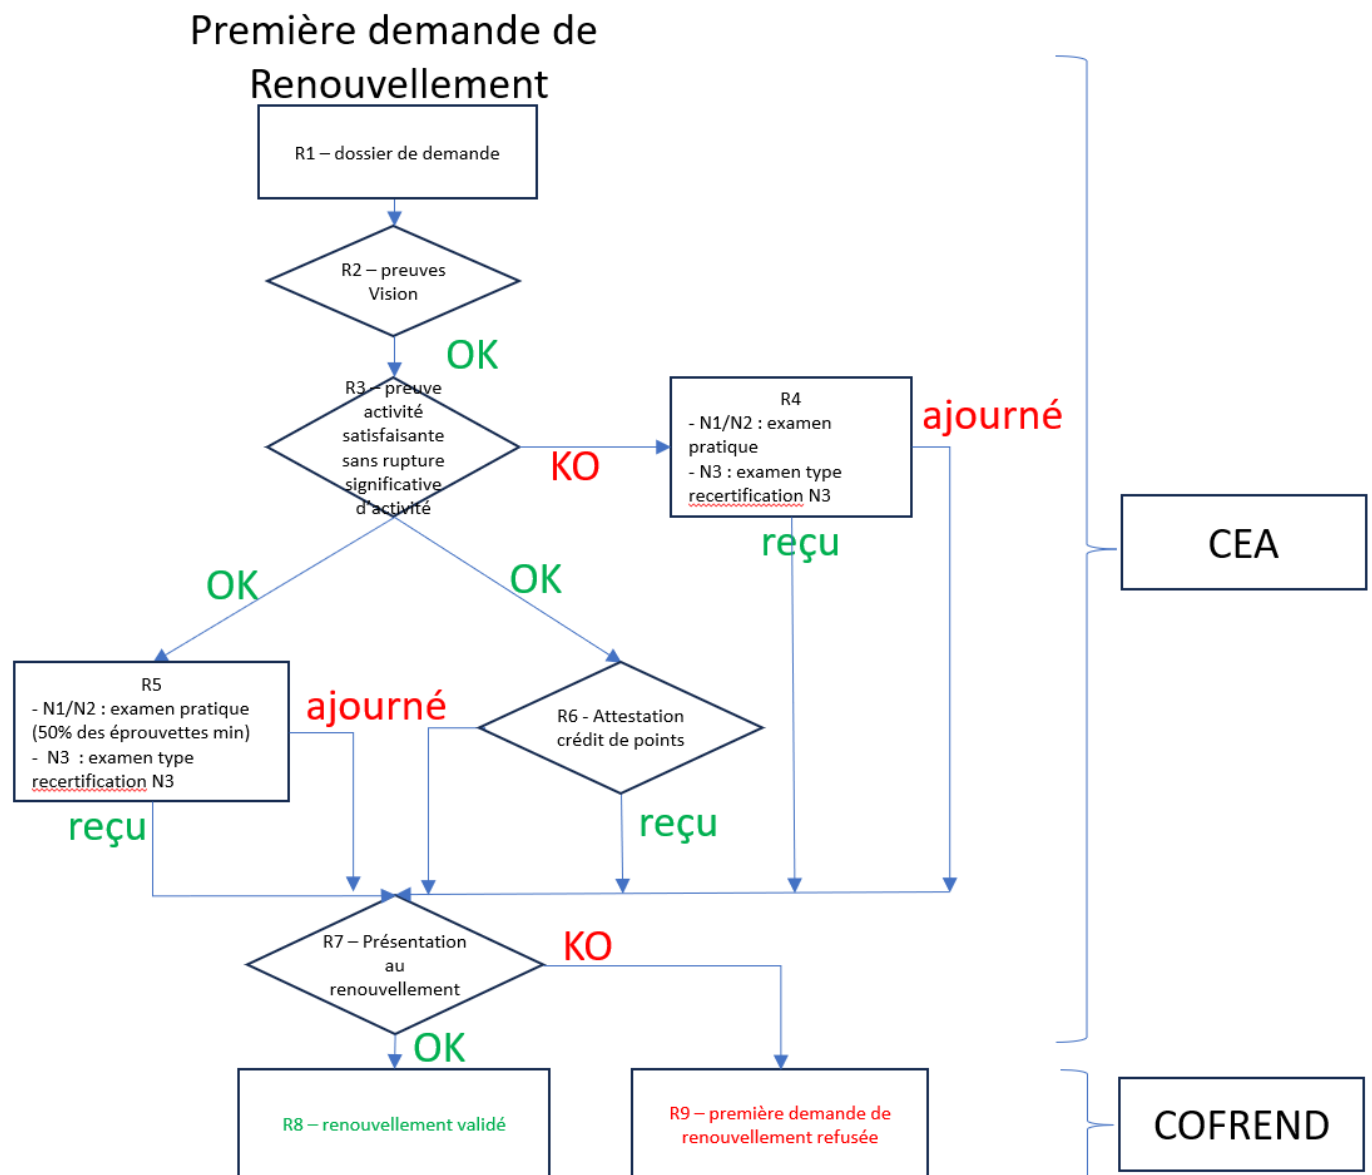 Première demande de
Renouvellement
R1 – dossier de demande
R2 – preuves
Vision
OK
R3 – preuve
activité
satisfaisante
sans rupture
significative
d'activité
KO
R4
- N1/N2 : examen
pratique
- N3 : examen type
recertification N3
ajourné
reçu
CEA
OK
OK
R5
- N1/N2 : examen pratique
(50% des éprouvettes min)
- N3 : examen type
recertification N3
ajourné
R6 - Attestation
crédit de points
reçu
reçu
R7 – Présentation
au
renouvellement
KO
OK
R8 – renouvellement validé
R9 – première demande de
renouvellement refusée
COFREND